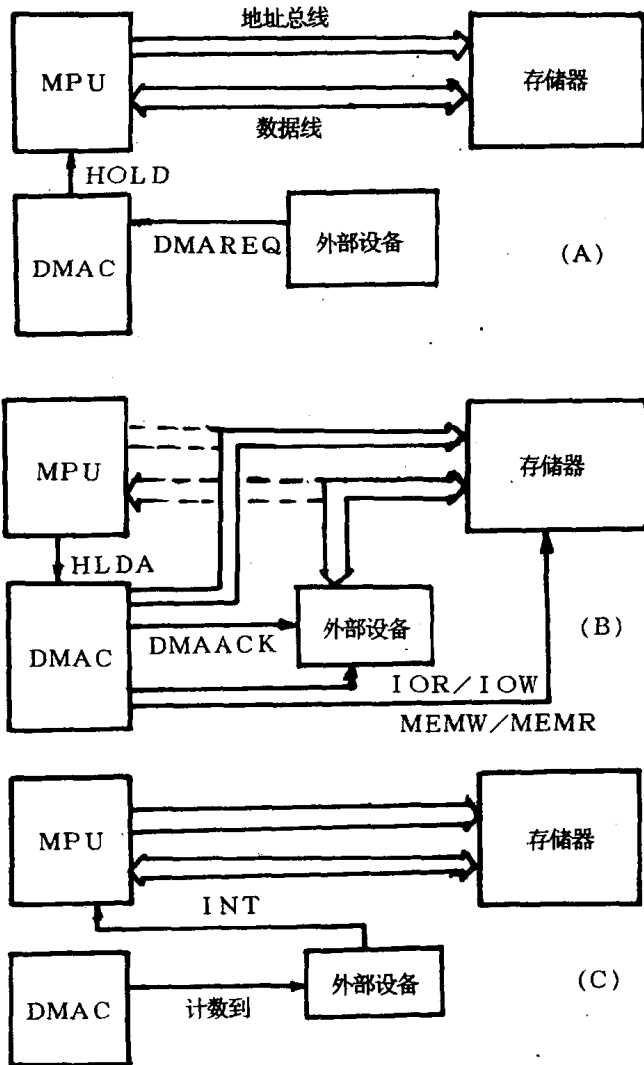 地址总线
MPU
存储器
数据线
HOLD
DMAC
DMAREQ
外部设备
(A)
MPU
存储器
HLDA
DMAC
DMAACK
外部设备
(B)
IOR/IOW
MEMW/MEMR
MPU
存储器
INT
DMAC
计数到
外部设备
(C)